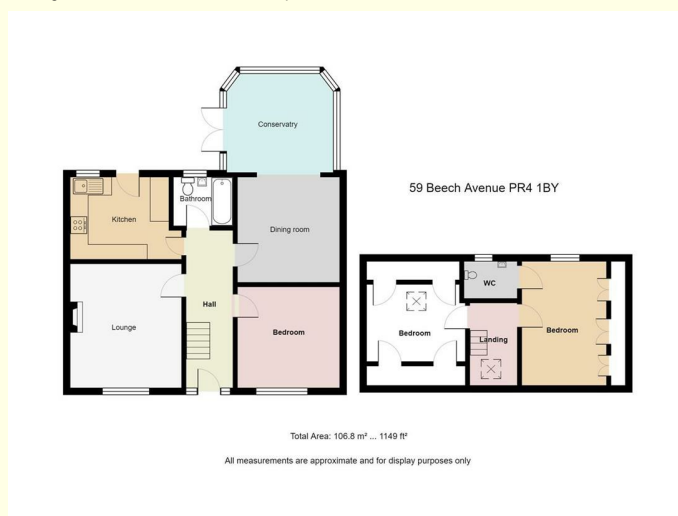 Conservatry
Kitchen
Bathroom
Dining room
Lounge
Hall
Bedroom
59 Beech Avenue PR4 1BY
WC
Bedroom
Landing
Bedroom
Total Area: 106.8 m² ... 1149 ft²
All measurements are approximate and for display purposes only